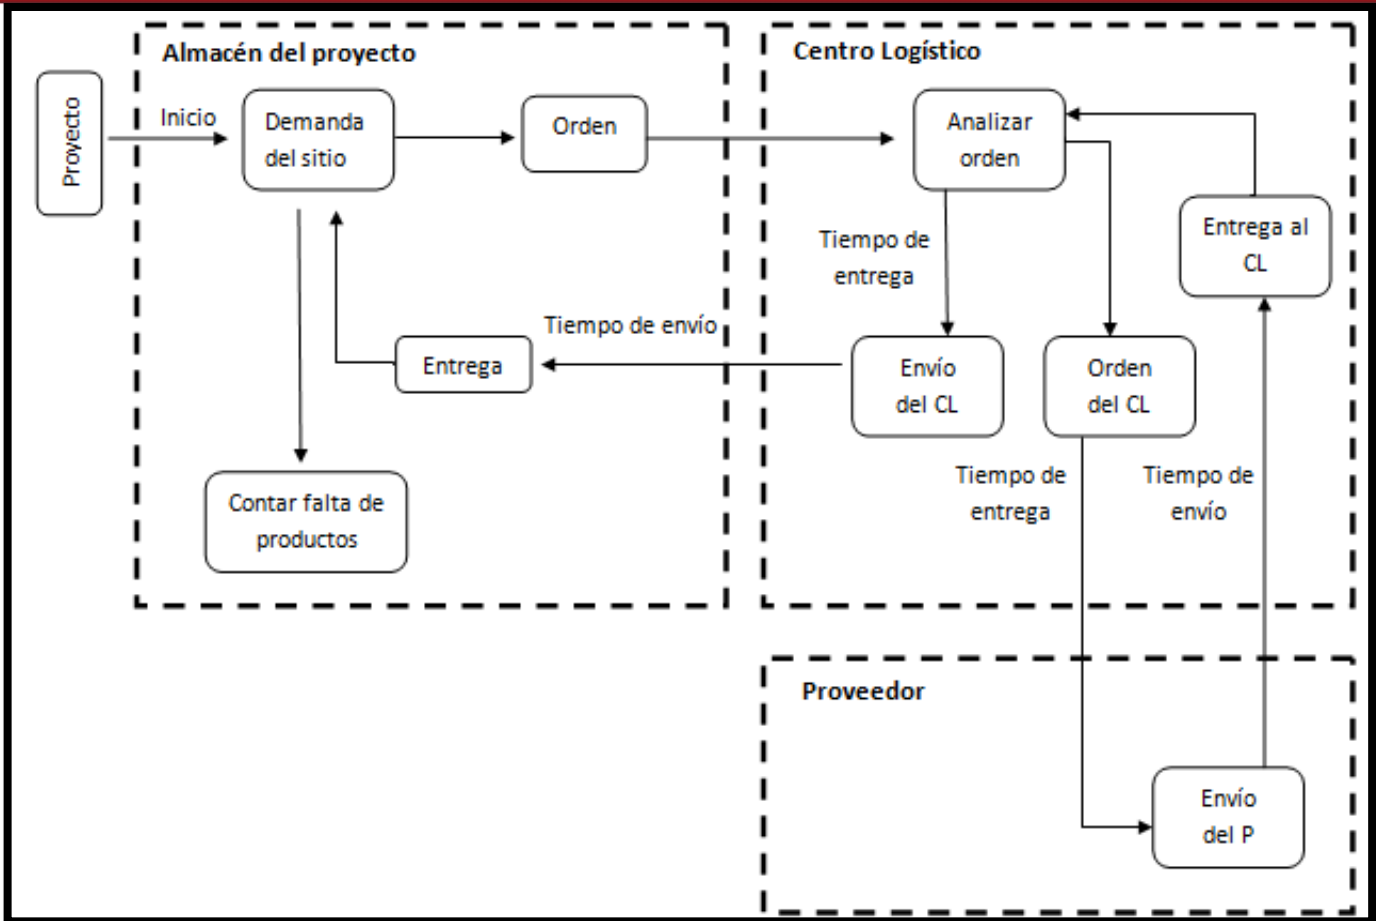 Almacén del proyecto
Centro Logístico
Proyecto
Inicio
Demanda
del sitio
Orden
Analizar
orden
Tiempo de
entrega
Entrega al
CL
Tiempo de envío
Entrega
Envío
del CL
Orden
del CL
Contar falta de
productos
Tiempo de
entrega
Tiempo de
envío
Proveedor
Envío
del P